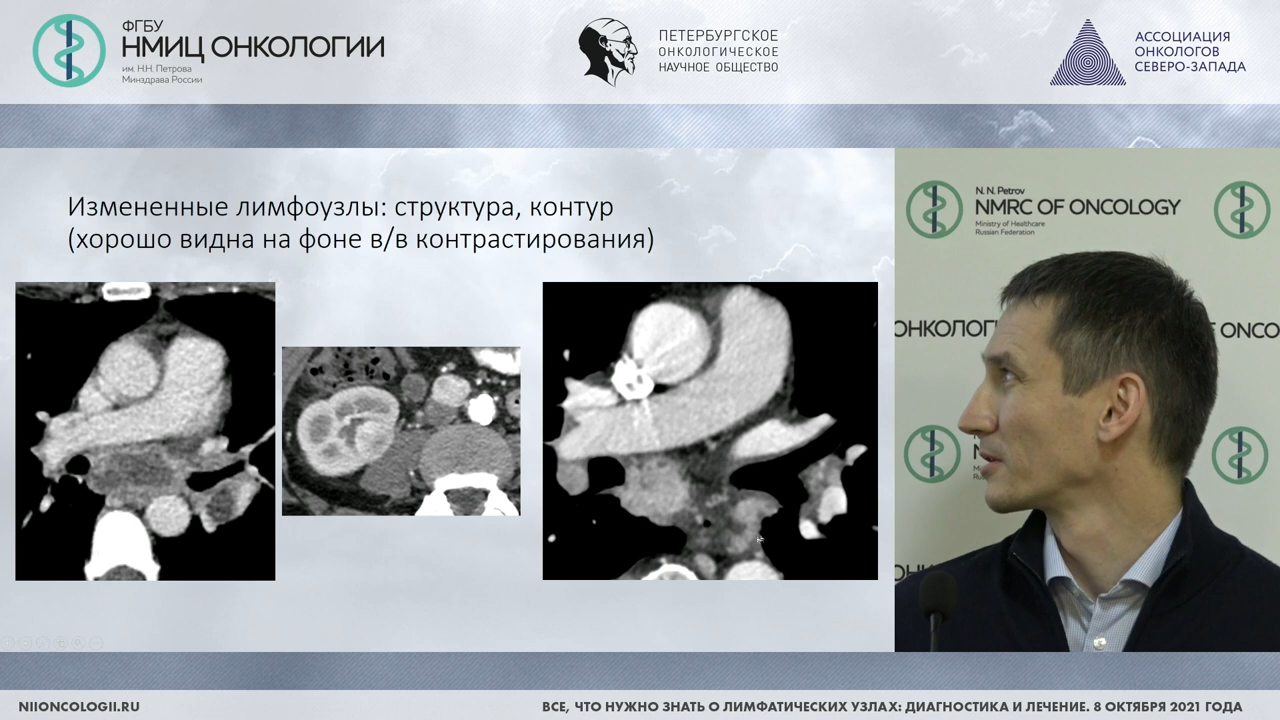 ФГБУ
НМИЦ ОНКОЛОГИИ
им. Н.Н. Петрова
Минздрава России
ПЕТЕРБУРГСКОЕ
ОНКОЛОГИЧЕСКОЕ
НАУЧНОЕ ОБЩЕСТВО
АССОЦИАЦИЯ
ОНКОЛОГОВ
СЕВЕРО-ЗАПАДА
Измененные лимфоузлы: структура, контур
(хорошо видна на фоне в/в контрастирования)
N. N. Petrov
NMRC OF ONCOLOGY
Ministry of Healthcare
Russian Federation
NIIONCOLOGII.RU
ВСЕ, ЧТО НУЖНО ЗНАТЬ О ЛИМФАТИЧЕСКИХ УЗЛАХ: ДИАГНОСТИКА И ЛЕЧЕНИЕ. 8 ОКТЯБРЯ 2021 ГОДА